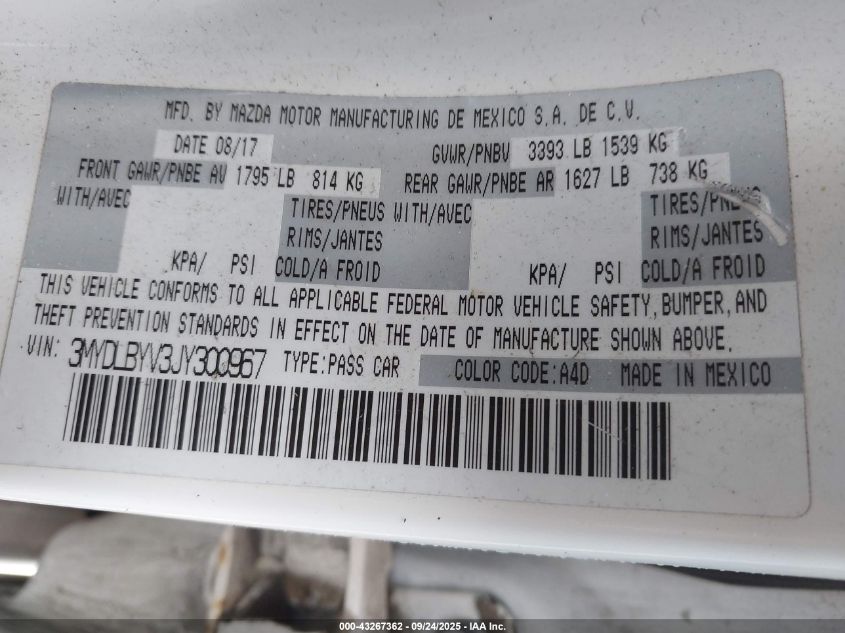 MFD. BY MAZDA MOTOR MANUFACTURING DE MEXICO S.A. DE C.V.
DATE 08/17 GVWR/PNBV 3393 LB 1539 KG
FRONT GAWR/PNBE AV 1795 LB 814 KG REAR GAWR/PNBE AR 1627 LB 738 KG
WITH/AVEC TIRES/PNEUS WITH/AVEC TIRES/PNEUS
RIMS/JANTES RIMS/JANTES
KPA/ PSI COLD/A FROID KPA/ PSI COLD/A FROID
THIS VEHICLE CONFORMS TO ALL APPLICABLE FEDERAL MOTOR VEHICLE SAFETY, BUMPER, AND
THEFT PREVENTION STANDARDS IN EFFECT ON THE DATE OF MANUFACTURE SHOWN ABOVE.
VIN: 3MYDLBYV3JY300967 TYPE:PASS CAR COLOR CODE:A4D MADE IN MEXICO
000-43267362 - 09/24/2025 - IAA Inc.